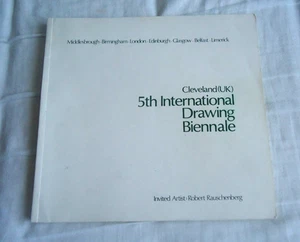 Middlesbrough · Birmingham · London · Edinburgh · Glasgow · Belfast · Limerick
Cleveland (UK)
5th International
Drawing
Biennale
Invited Artist · Robert Rauschenberg